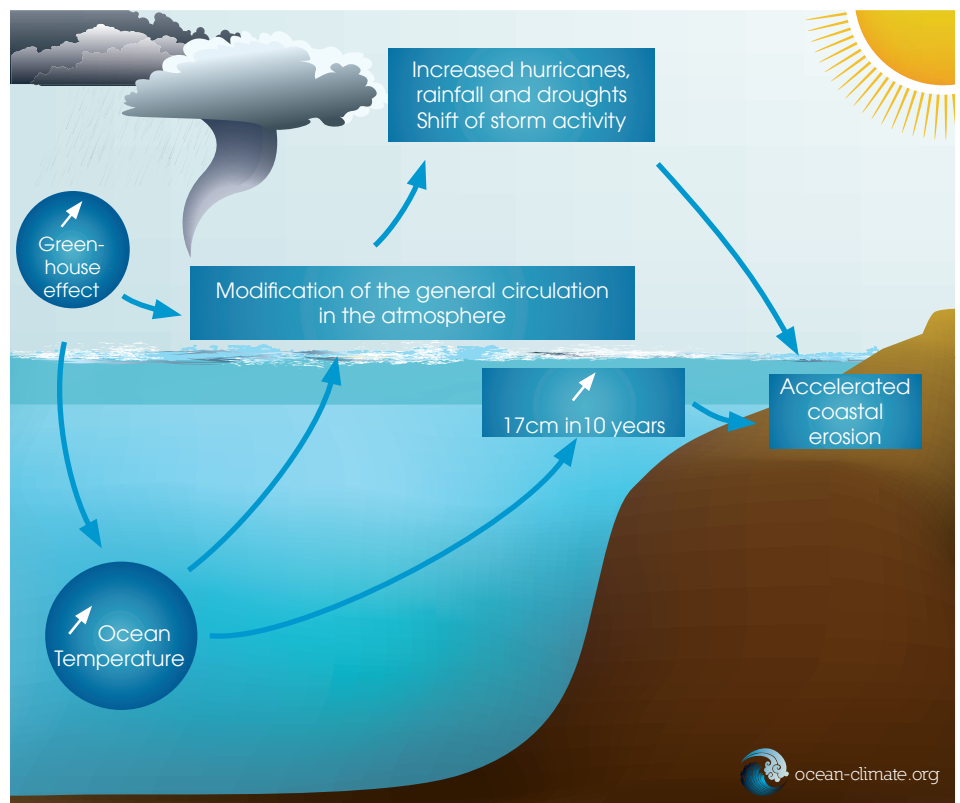 Increased hurricanes,
rainfall and droughts
Shift of storm activity
Green-
house
effect
Modification of the general circulation
in the atmosphere
17cm in10 years
Accelerated
coastal
erosion
Ocean
Temperature
ocean-climate.org